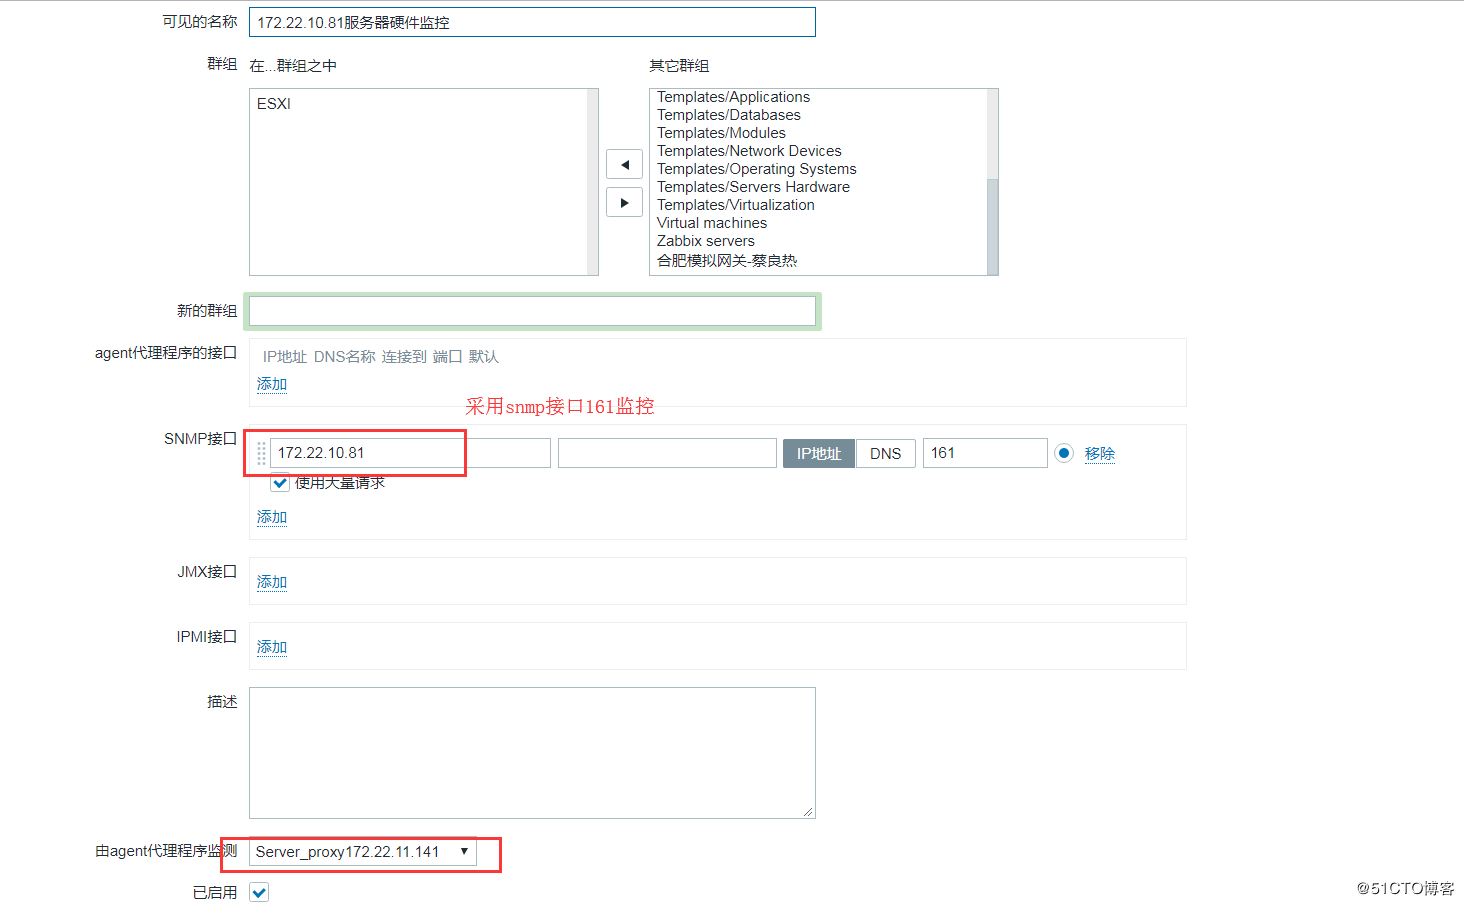 可见的名称 172.22.10.81服务器硬件监控
群组 在...群组之中 其它群组
ESXI
Templates/Applications
Templates/Databases
Templates/Modules
Templates/Network Devices
Templates/Operating Systems
Templates/Servers Hardware
Templates/Virtualization
Virtual machines
Zabbix servers
合肥模拟网关-蔡良热
新的群组
agent代理程序的接口 IP地址 DNS名称 连接到 端口 默认
添加
采用snmp接口161监控
SNMP接口 172.22.10.81 IP地址 DNS 161 移除
使用大量请求
添加
JMX接口 添加
IPMI接口 添加
描述
由agent代理程序监测 Server_proxy172.22.11.141
已启用
@51CTO博客